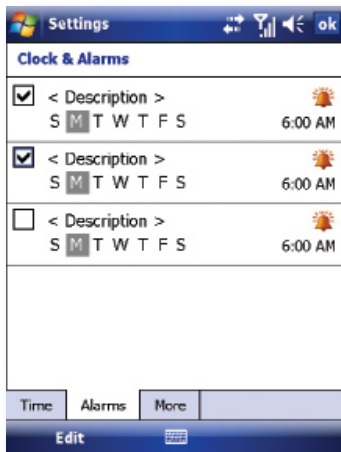 Settings ok
Clock & Alarms
< Description >
S M T W T F S 6:00 AM
< Description >
S M T W T F S 6:00 AM
< Description >
S M T W T F S 6:00 AM
Time Alarms More
Edit